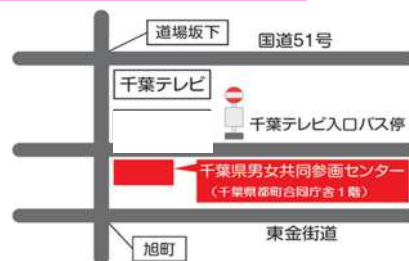 道場坂下
国道51号
千葉テレビ
千葉テレビ入口バス停
千葉県男女共同参画センター
（千葉県都町合同庁舎1階）
東金街道
旭町